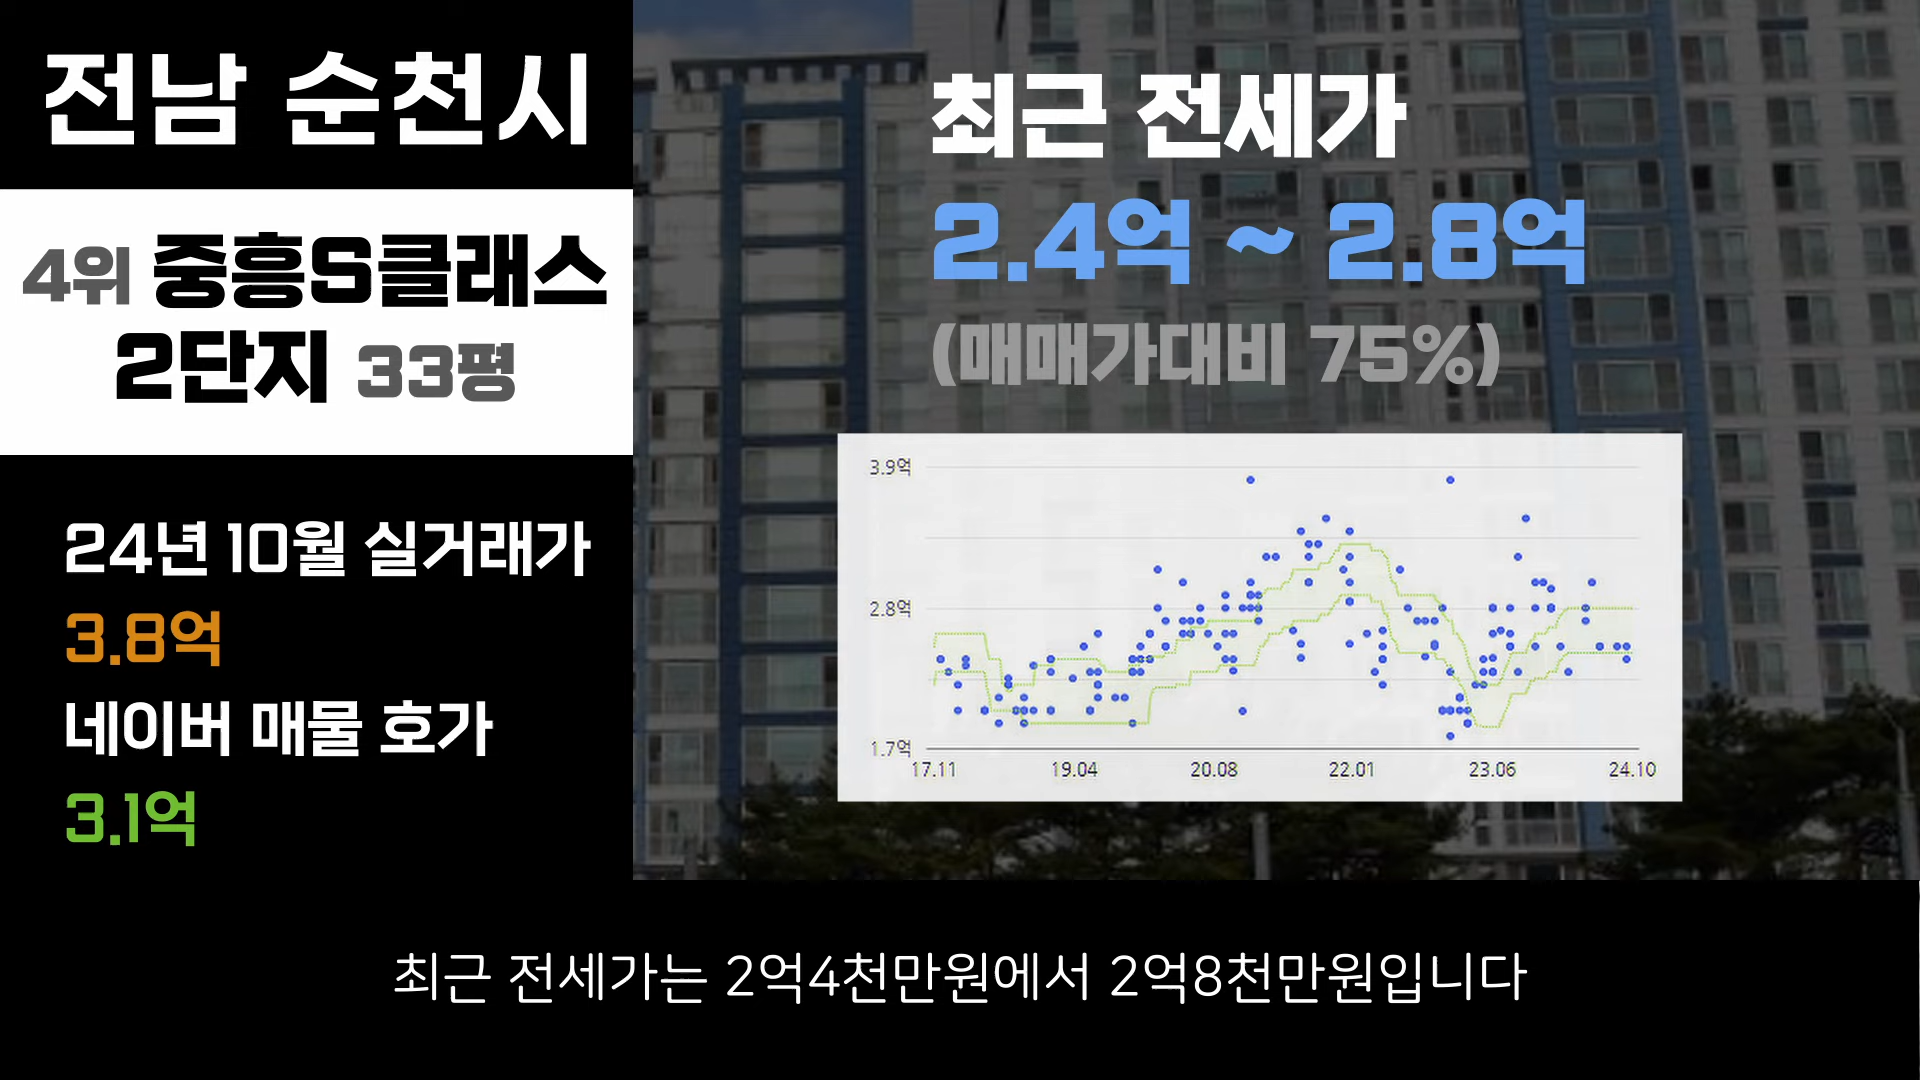 전남 순천시
4위 중흥S클래스
2단지 33평
24년 10월 실거래가
3.8억
네이버 매물 호가
3.1억
최근 전세가
2.4억 ~ 2.8억
(매매가대비 75%)
3.9억
2.8억
1.7억
17.11 19.04 20.08 22.01 23.06 24.10
최근 전세가는 2억4천만원에서 2억8천만원입니다